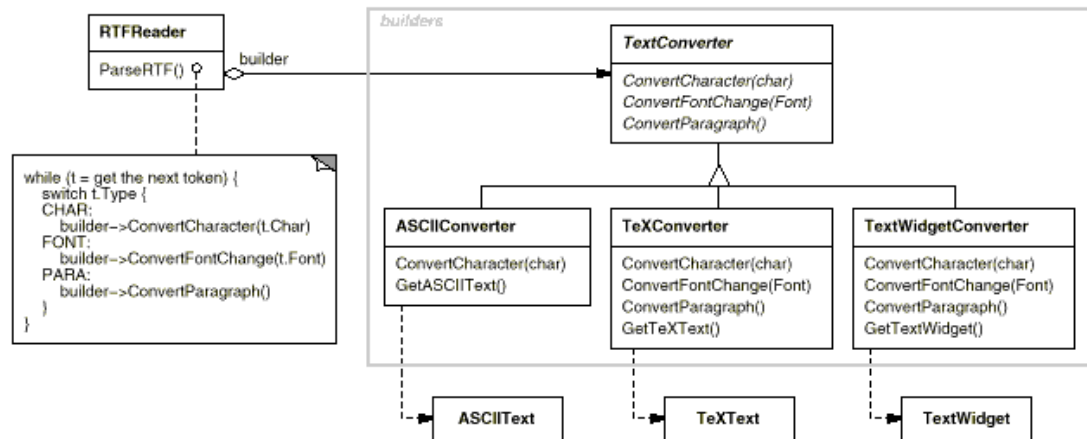 builders
RTFReader
ParseRTF()
builder
TextConverter
ConvertCharacter(char)
ConvertFontChange(Font)
ConvertParagraph()
while (t = get the next token) {
switch t.Type {
CHAR:
builder->ConvertCharacter(t.Char)
FONT:
builder->ConvertFontChange(t.Font)
PARA:
builder->ConvertParagraph()
}
}
ASCIIConverter
ConvertCharacter(char)
GetASCIIText()
TeXConverter
ConvertCharacter(char)
ConvertFontChange(Font)
ConvertParagraph()
GetTeXText()
TextWidgetConverter
ConvertCharacter(char)
ConvertFontChange(Font)
ConvertParagraph()
GetTextWidget()
ASCIIText
TeXText
TextWidget